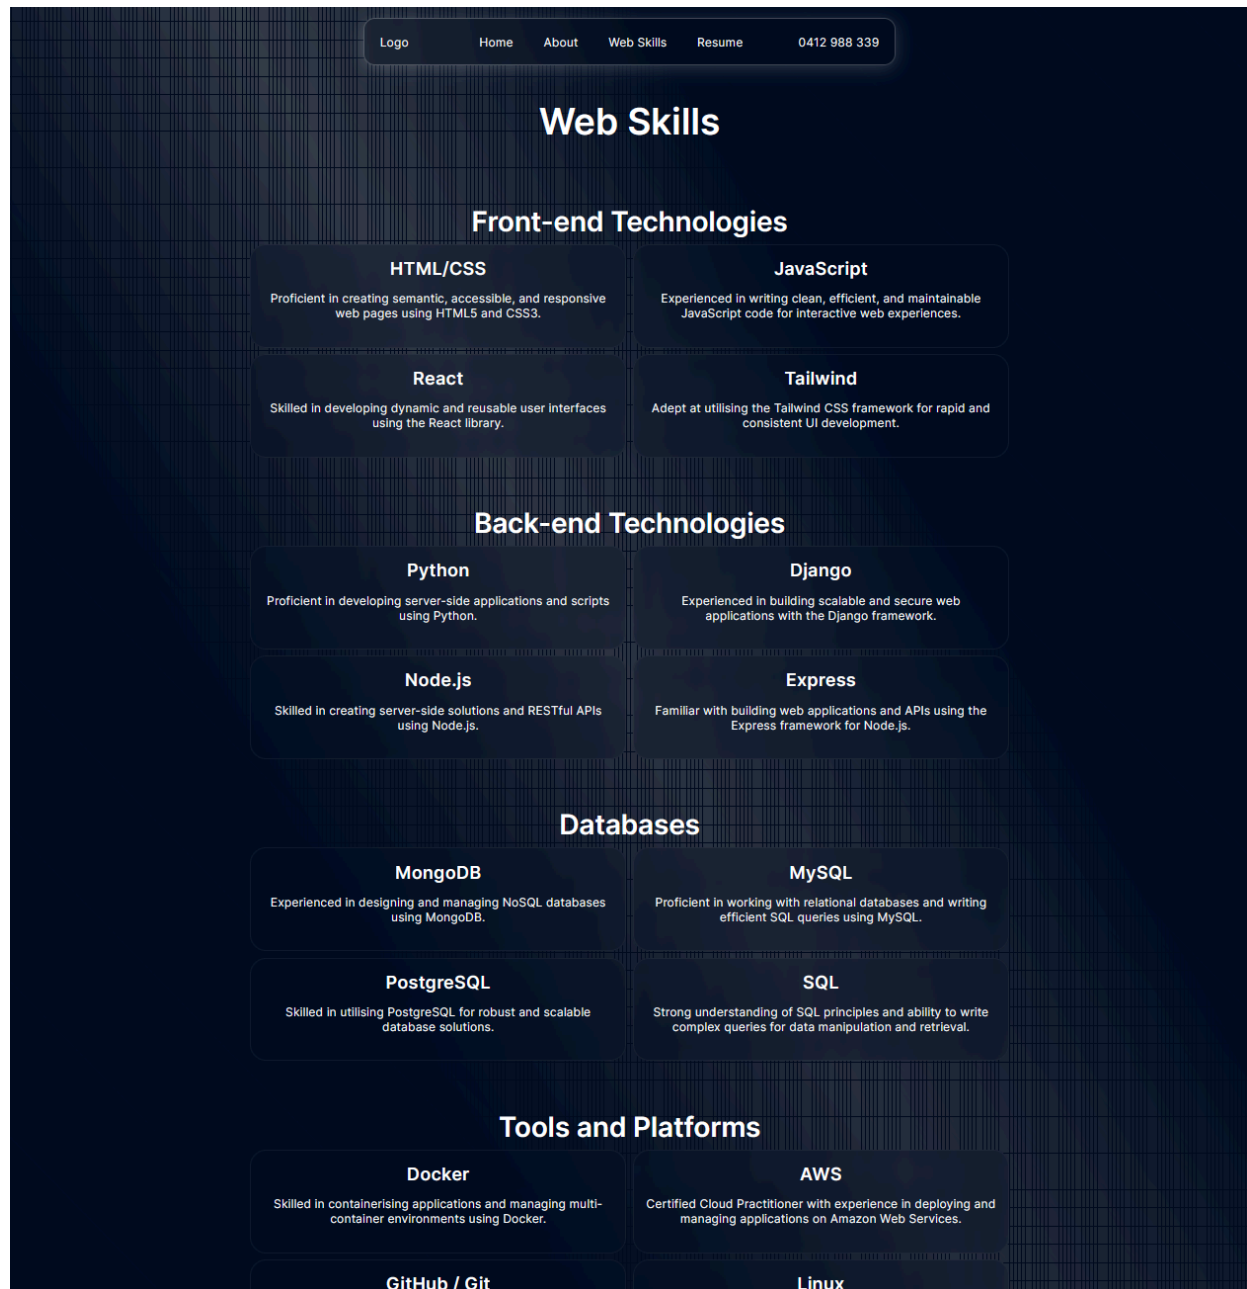 Logo Home About Web Skills Resume 0412 988 339
Web Skills
Front-end Technologies
HTML/CSS
Proficient in creating semantic, accessible, and responsive
web pages using HTML5 and CSS3.
JavaScript
Experienced in writing clean, efficient, and maintainable
JavaScript code for interactive web experiences.
React
Skilled in developing dynamic and reusable user interfaces
using the React library.
Tailwind
Adept at utilising the Tailwind CSS framework for rapid and
consistent UI development.
Back-end Technologies
Python
Proficient in developing server-side applications and scripts
using Python.
Django
Experienced in building scalable and secure web
applications with the Django framework.
Node.js
Skilled in creating server-side solutions and RESTful APIs
using Node.js.
Express
Familiar with building web applications and APIs using the
Express framework for Node.js.
Databases
MongoDB
Experienced in designing and managing NoSQL databases
using MongoDB.
MySQL
Proficient in working with relational databases and writing
efficient SQL queries using MySQL.
PostgreSQL
Skilled in utilising PostgreSQL for robust and scalable
database solutions.
SQL
Strong understanding of SQL principles and ability to write
complex queries for data manipulation and retrieval.
Tools and Platforms
Docker
Skilled in containerising applications and managing multi-
container environments using Docker.
AWS
Certified Cloud Practitioner with experience in deploying and
managing applications on Amazon Web Services.
GitHub / Git
Linux